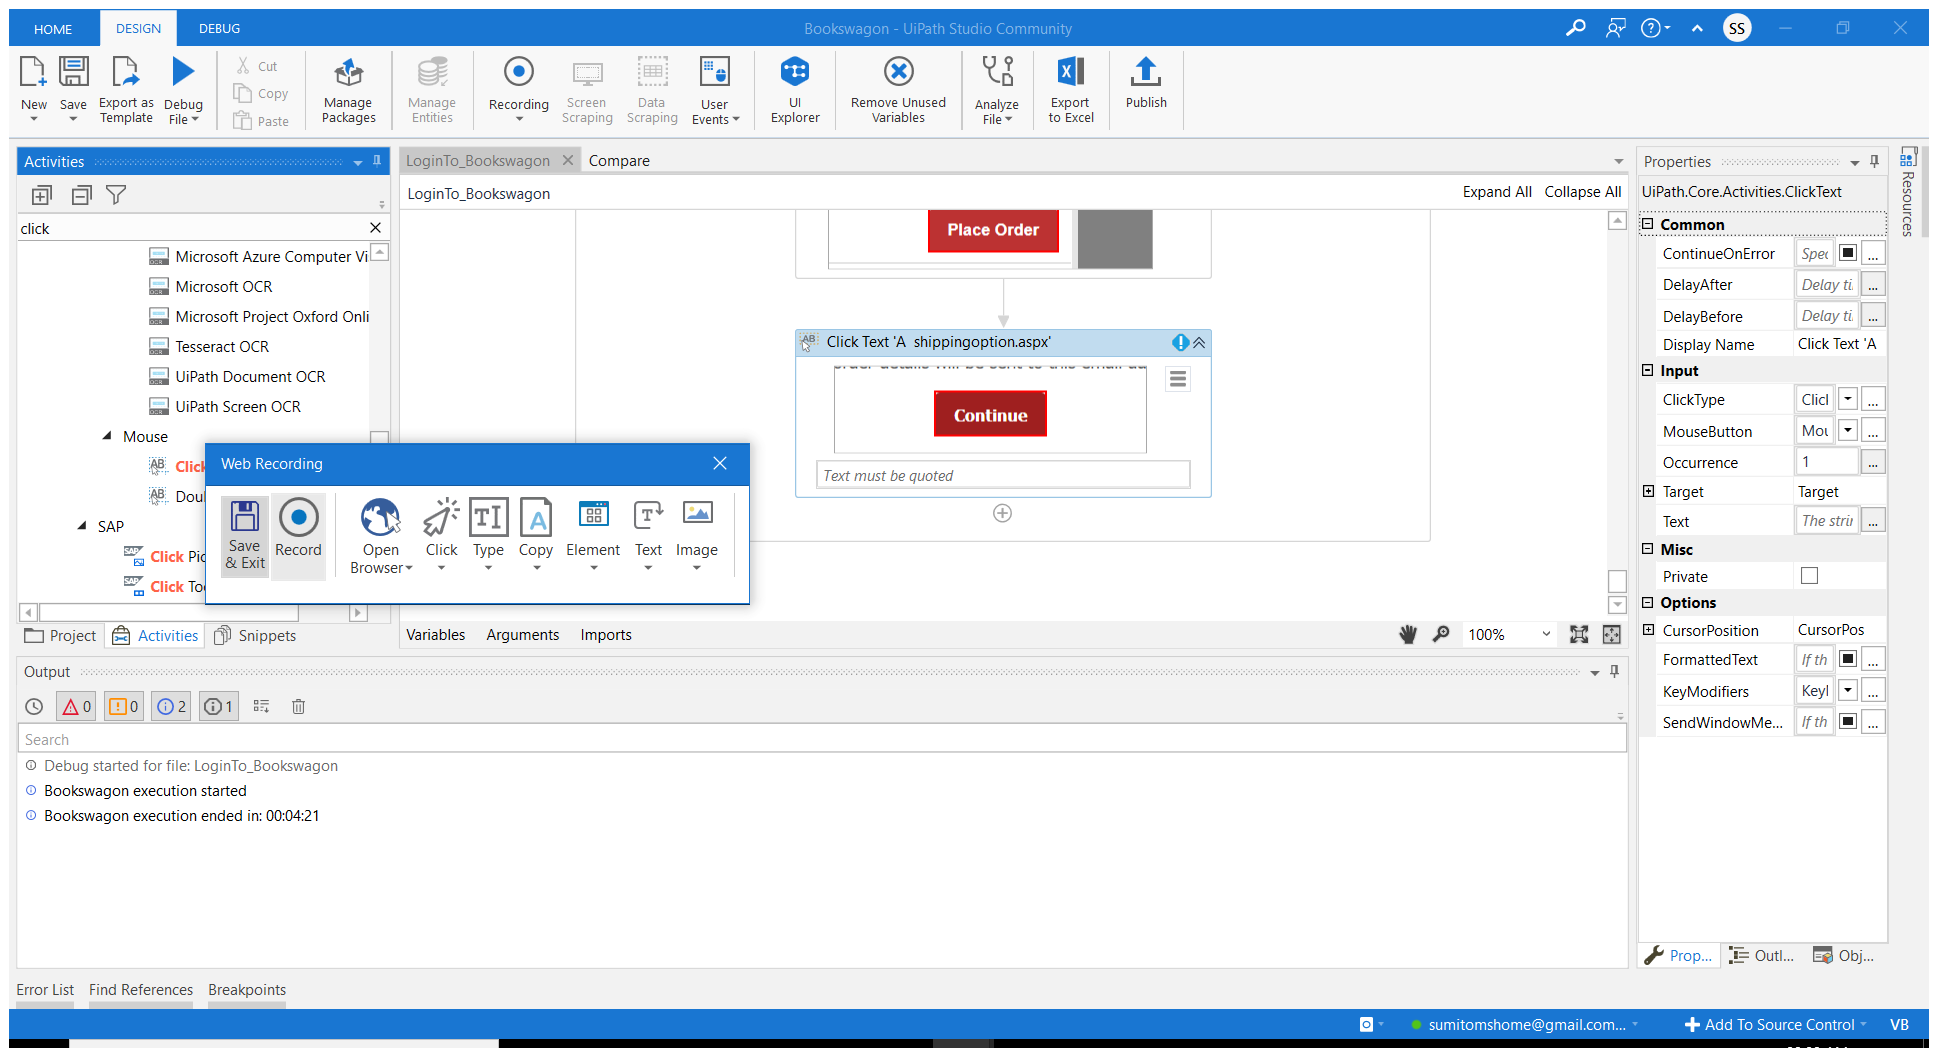 HOME
DESIGN
DEBUG
Bookswagon - UiPath Studio Community
SS
New
Save
Export as Template
Debug File
Cut
Copy
Paste
Manage Packages
Manage Entities
Recording
Screen Scraping
Data Scraping
User Events
UI Explorer
Remove Unused Variables
Analyze File
Export to Excel
Publish
Activities
click
Microsoft Azure Computer Vi
Microsoft OCR
Microsoft Project Oxford Onli
Tesseract OCR
UiPath Document OCR
UiPath Screen OCR
Mouse
Click
Dou
SAP
Click Pic
Click To
Project
Activities
Snippets
LoginTo_Bookswagon
Compare
LoginTo_Bookswagon
Expand All
Collapse All
Place Order
Click Text 'A shippingoption.aspx'
Continue
Text must be quoted
Web Recording
Save & Exit
Record
Open Browser
Click
Type
Copy
Element
Text
Image
Variables
Arguments
Imports
100%
Output
0
0
2
1
Search
Debug started for file: LoginTo_Bookswagon
Bookswagon execution started
Bookswagon execution ended in: 00:04:21
Error List
Find References
Breakpoints
Properties
UiPath.Core.Activities.ClickText
Common
ContinueOnError Spec ...
DelayAfter Delay ti. ...
DelayBefore Delay ti. ...
Display Name Click Text 'A
Input
ClickType Clicl ...
MouseButton Mou ...
Occurrence 1 ...
Target Target
Text The strir ...
Misc
Private
Options
CursorPosition CursorPos
FormattedText If th ...
KeyModifiers Keyl ...
SendWindowMe... If th ...
Prop...
Outl...
Obj...
Resources
sumitomshome@gmail.com...
Add To Source Control
VB